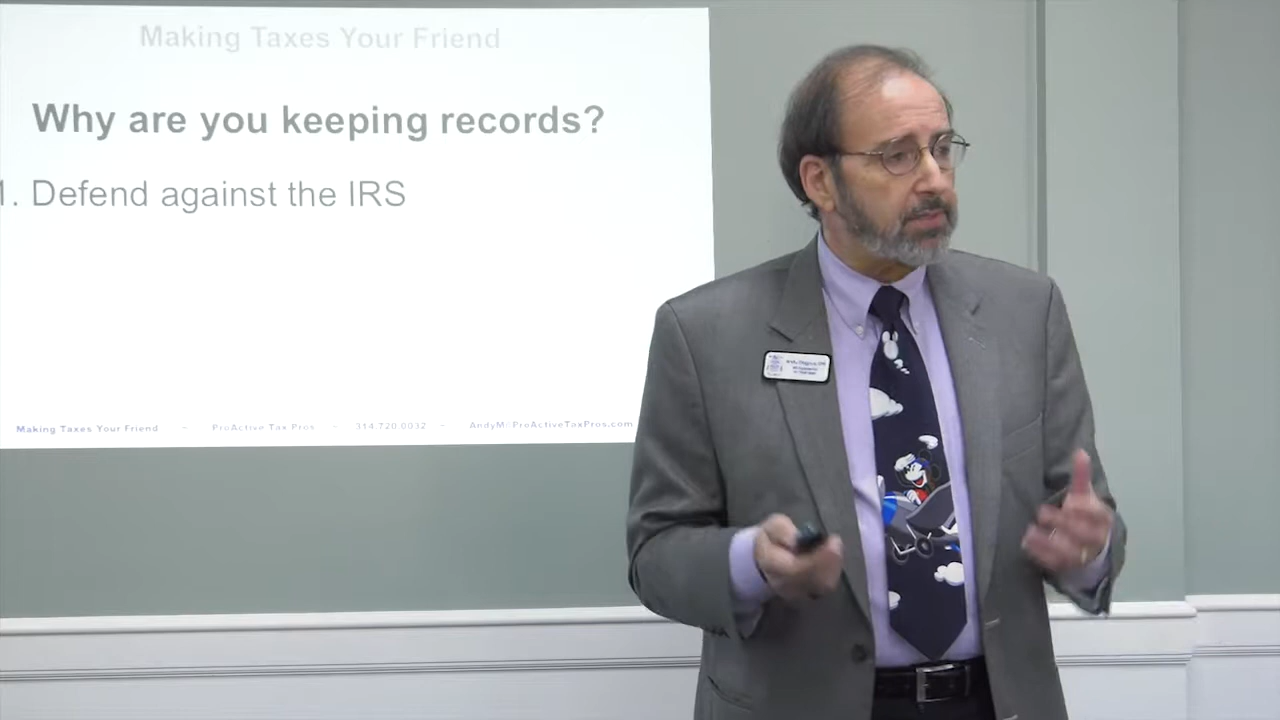 Making Taxes Your Friend
Why are you keeping records?
1. Defend against the IRS
Making Taxes Your Friend - ProActive Tax Pros - 314.720.0032 - ProActiveTaxPros.com